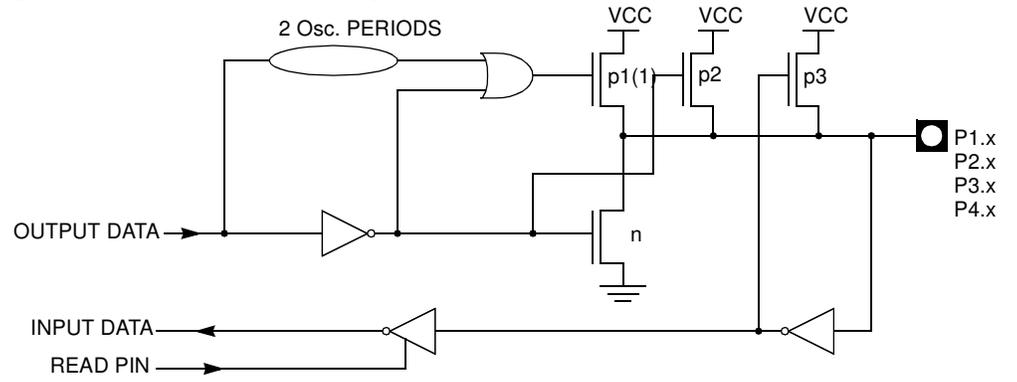 VCC
VCC
VCC
2 Osc. PERIODS
p1(1)
p2
p3
P1.x
P2.x
P3.x
P4.x
OUTPUT DATA
n
INPUT DATA
READ PIN